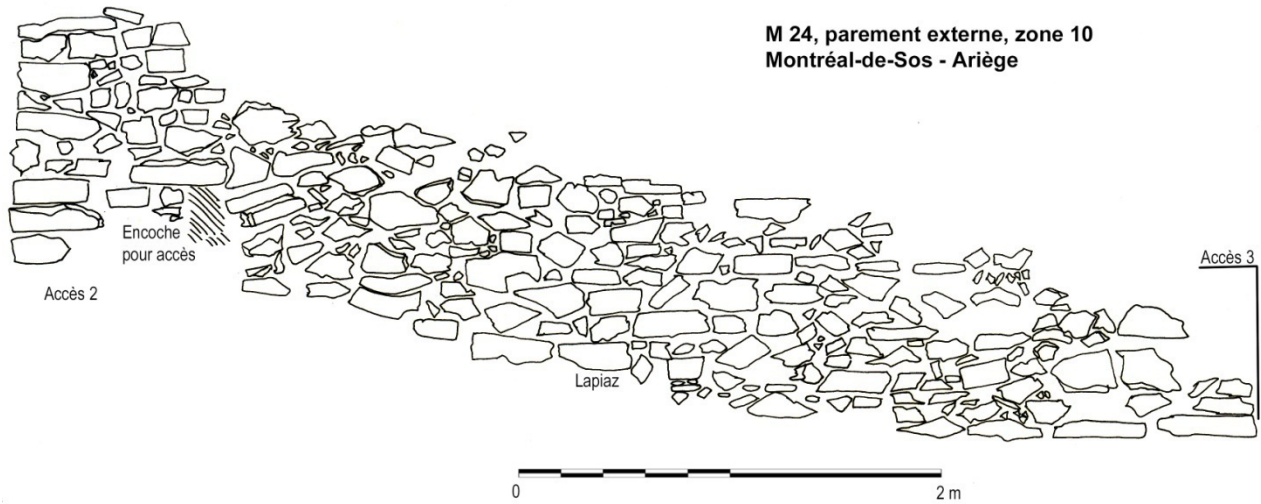 M 24, parement externe, zone 10
Montréal-de-Sos - Ariège
Encoche
pour accès
Accès 2
Accès 3
Lapiaz
0
2 m